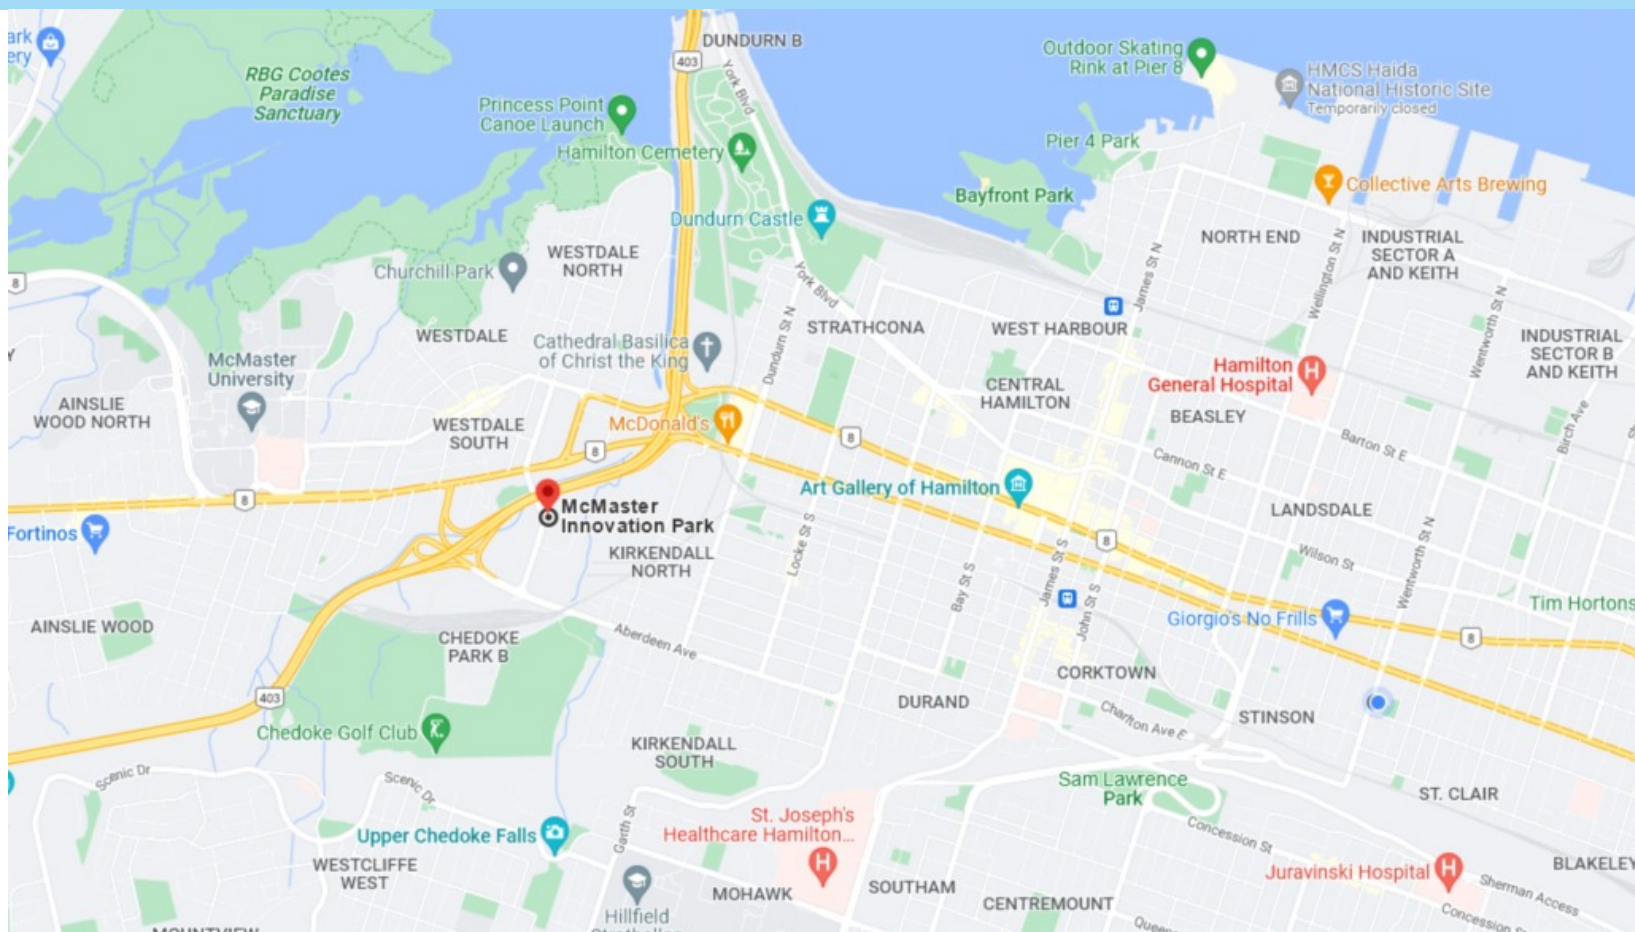 DUNDURN B
403
York Blvd
Outdoor Skating
Rink at Pier 8
HMCS Haida
National Historic Site
Temporarily closed
ark
ery
RBG Cootes
Paradise
Sanctuary
Princess Point
Canoe Launch
Hamilton Cemetery
Pier 4 Park
Bayfront Park
Collective Arts Brewing
Dundurn Castle
WESTDALE
NORTH
Churchill Park
NORTH END
INDUSTRIAL
SECTOR A
AND KEITH
James St N
Wellington St N
8
York Blvd
Dundurn St N
STRATHCONA
WEST HARBOUR
Wentworth St N
INDUSTRIAL
SECTOR B
AND KEITH
Y
WESTDALE
Cathedral Basilica
of Christ the King
McMaster
University
Hamilton
General Hospital
CENTRAL
HAMILTON
BEASLEY
AINSLIE
WOOD NORTH
WESTDALE
SOUTH
McDonald's
8
8
Barton St E
Birch Ave
Cannon St E
Art Gallery of Hamilton
8
McMaster
Innovation Park
LANDSDALE
Fortinos
KIRKENDALL
NORTH
Locke St S
8
Wilson St
Wentworth St N
Bay St S
James St S
John St S
Tim Hortons
Giorgio's No Frills
8
AINSLIE WOOD
CHEDOKE
PARK B
Aberdeen Ave
CORKTOWN
403
DURAND
Charlton Ave E
STINSON
Chedoke Golf Club
KIRKENDALL
SOUTH
Scenic Dr
Scenic Dr
Sam Lawrence
Park
ST. CLAIR
Garth St
St. Joseph's
Healthcare Hamilton...
Upper Chedoke Falls
Concession St
WESTCLIFFE
WEST
BLAKELEY
Juravinski Hospital
MOHAWK
SOUTHAM
CENTREMOUNT
Sherman Access
Concession S
Hillfield
Strathallan
Queen
MOUNTVIEW